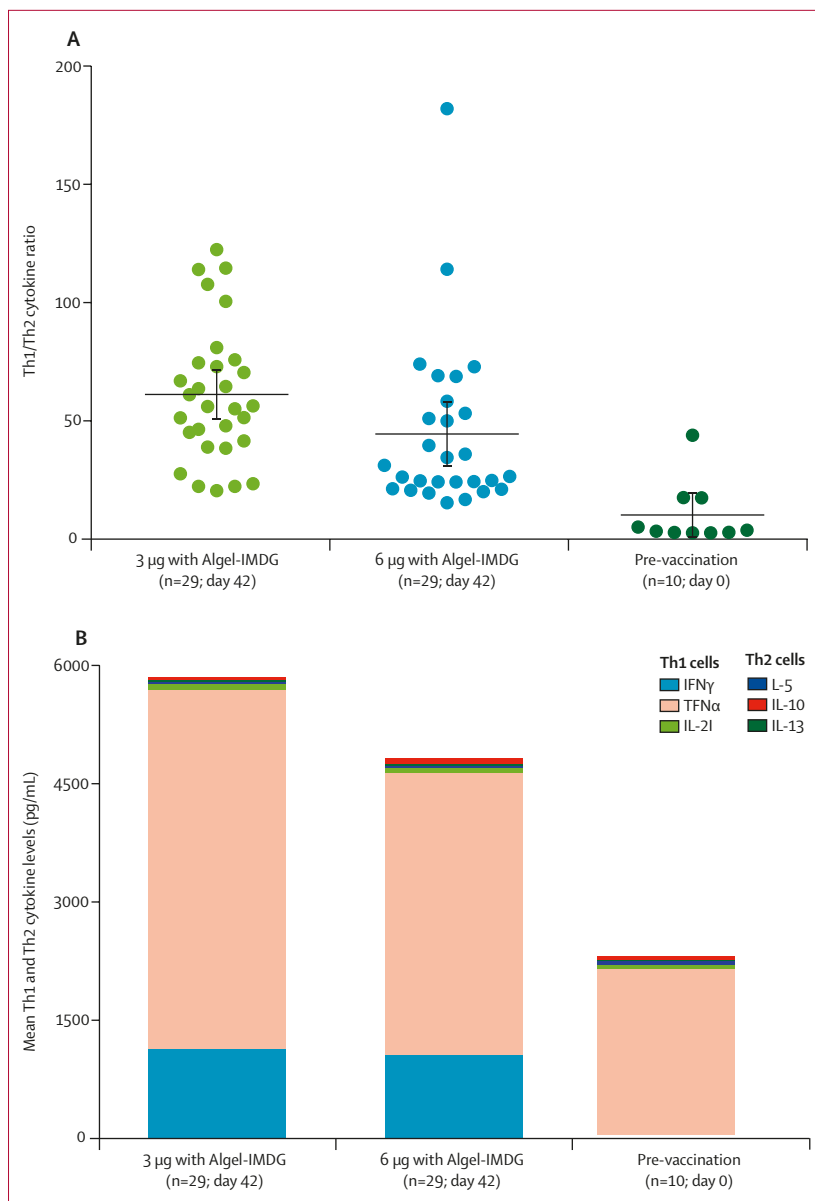 A
200
150
100
50
0
Th1/Th2 cytokine ratio
3 µg with Algel-IMDG
(n=29; day 42)
6 µg with Algel-IMDG
(n=29; day 42)
Pre-vaccination
(n=10; day 0)
B
6000
4500
3000
1500
0
Mean Th1 and Th2 cytokine levels (pg/mL)
Th1 cells
IFNγ
TFNα
IL-2I
Th2 cells
L-5
IL-10
IL-13
3 µg with Algel-IMDG
(n=29; day 42)
6 µg with Algel-IMDG
(n=29; day 42)
Pre-vaccination
(n=10; day 0)